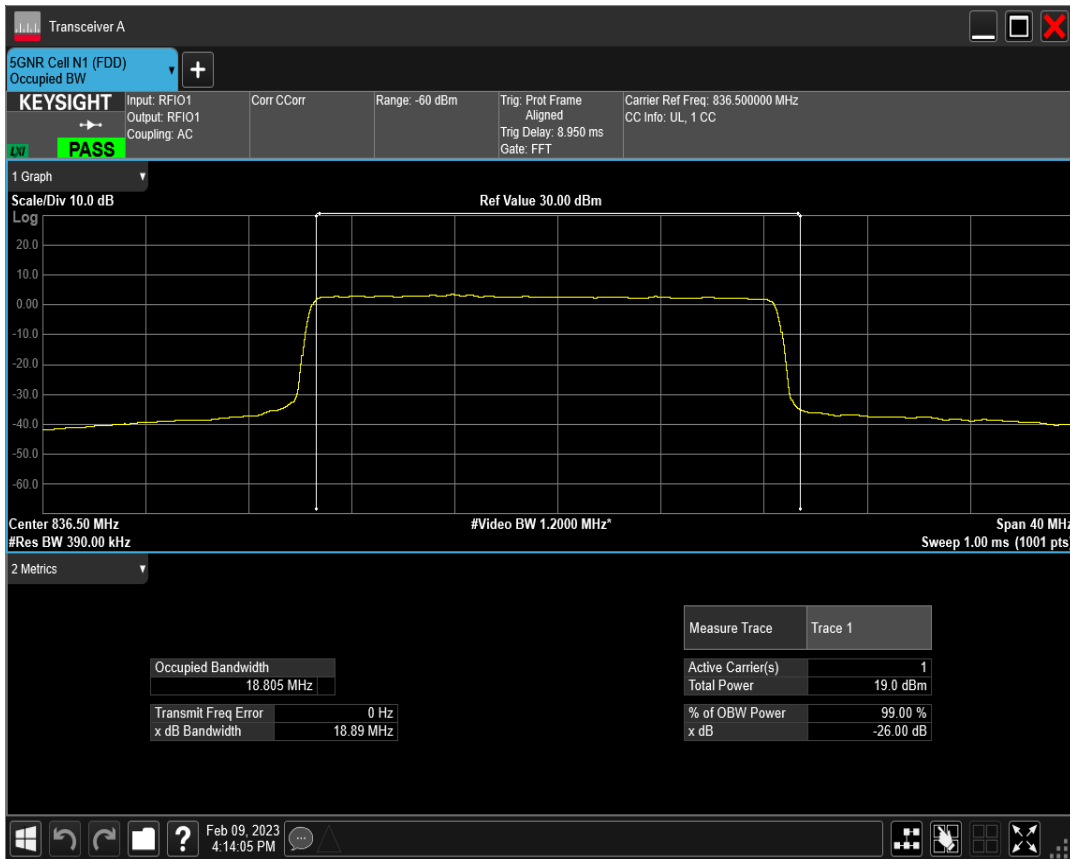 Transceiver A
5GNR Cell N1 (FDD)
Occupied BW
KEYSIGHT
LXI
PASS
Input: RFIO1
Output: RFIO1
Coupling: AC
Corr CCorr
Range: -60 dBm
Trig: Prot Frame
Aligned
Trig Delay: 8.950 ms
Gate: FFT
Carrier Ref Freq: 836.500000 MHz
CC Info: UL, 1 CC
1 Graph
Scale/Div 10.0 dB
Ref Value 30.00 dBm
Log
20.0
10.0
0.00
-10.0
-20.0
-30.0
-40.0
-50.0
-60.0
Center 836.50 MHz
#Video BW 1.2000 MHz*
Span 40 MHz
#Res BW 390.00 kHz
Sweep 1.00 ms (1001 pts)
2 Metrics
Measure Trace Trace 1
Occupied Bandwidth
18.805 MHz
Active Carrier(s) 1
Total Power 19.0 dBm
Transmit Freq Error 0 Hz
x dB Bandwidth 18.89 MHz
% of OBW Power 99.00 %
x dB -26.00 dB
?
Feb 09, 2023
4:14:05 PM